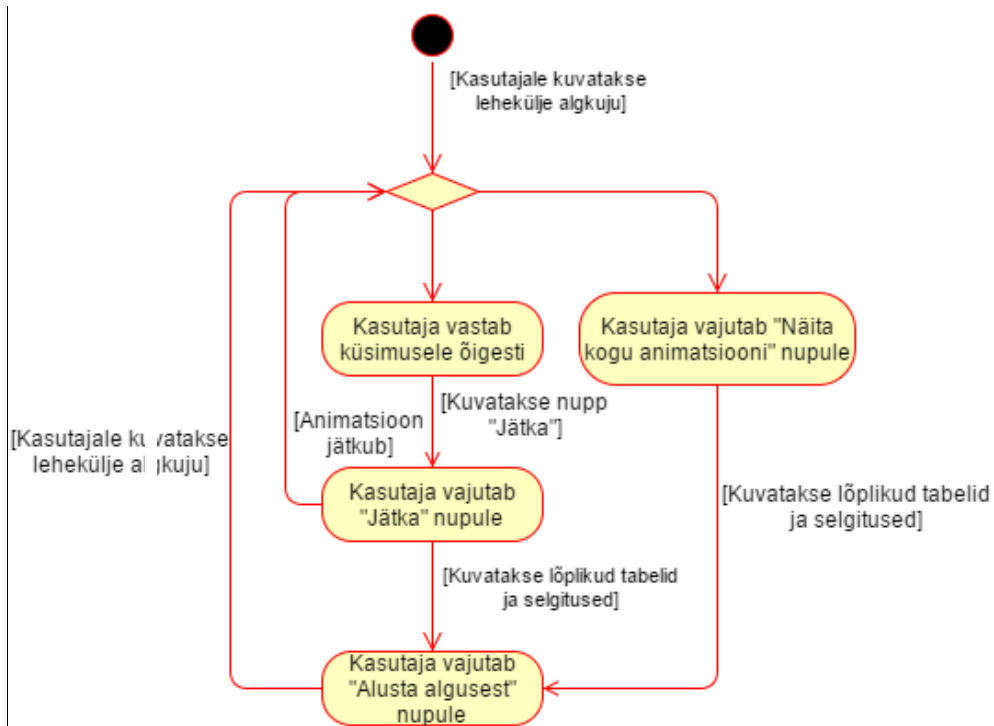 [Kasutajale kuvatakse
lehekülje algkuju]
Kasutaja vastab
küsimusele õigesti
Kasutaja vajutab "Näita
kogu animatsiooni" nupule
[Kuvatakse nupp
"Jätka"]
[Animatsioon
jätkub]
[Kasutajale kuvatakse
lehekülje algkuju]
Kasutaja vajutab
"Jätka" nupule
[Kuvatakse lõplikud tabelid
ja selgitused]
[Kuvatakse lõplikud tabelid
ja selgitused]
Kasutaja vajutab
"Alusta algusest"
nupule